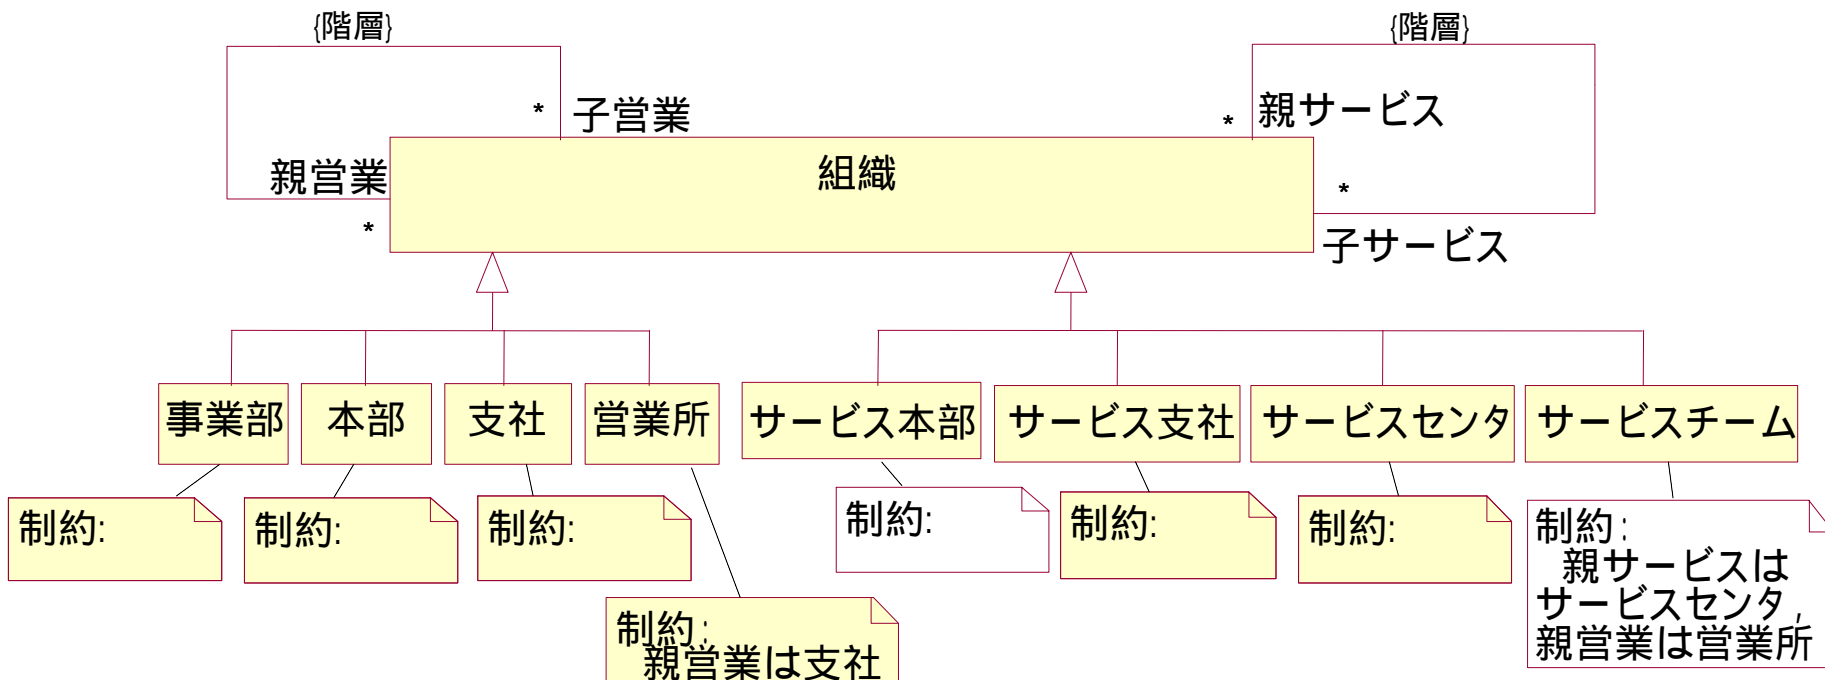 {階層}
{階層}
* 子営業
* 親サービス
親営業
組織
*
*
子サービス
事業部
本部
支社
営業所
サービス本部
サービス支社
サービスセンタ
サービスチーム
制約:
制約:
制約:
制約:
親営業は支社
制約:
制約:
制約:
制約:
親サービスは
サービスセンタ,
親営業は営業所